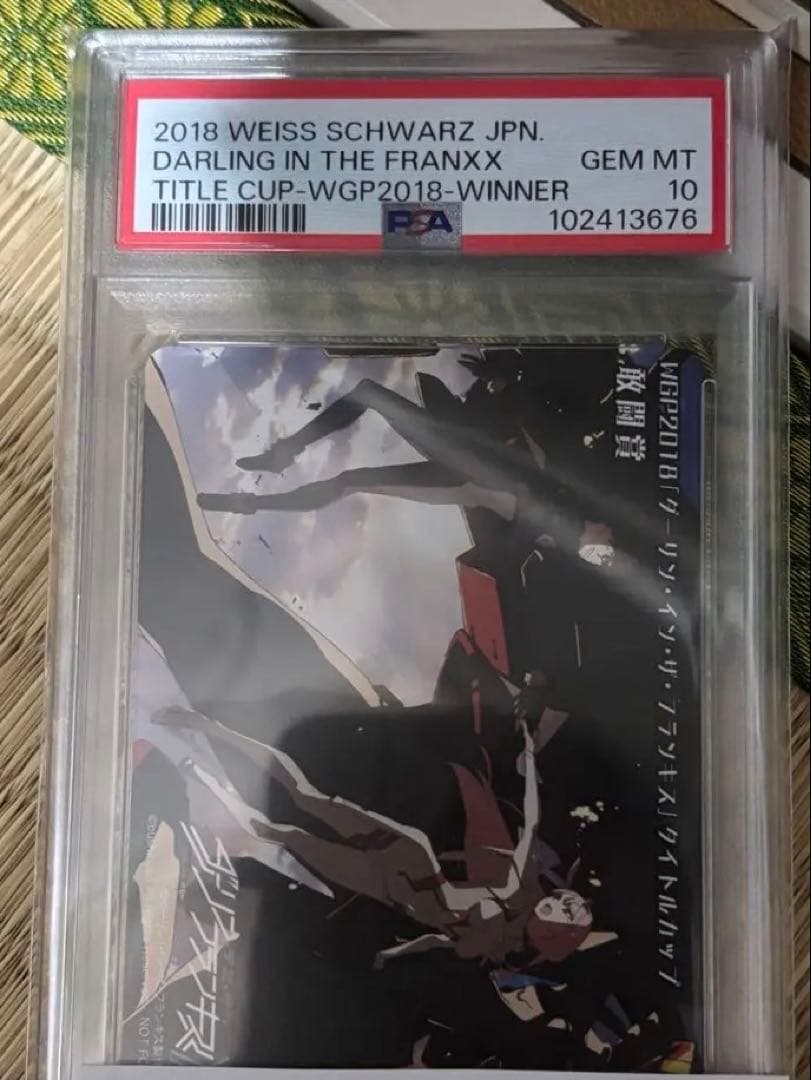 2018 WEISS SCHWARZ JPN.
DARLING IN THE FRANXX GEM MT
TITLE CUP-WGP2018-WINNER 10
PSA 102413676
WGP2018「ダーリン・イン・ザ・フランキス」タイトルカップ
敢闘賞